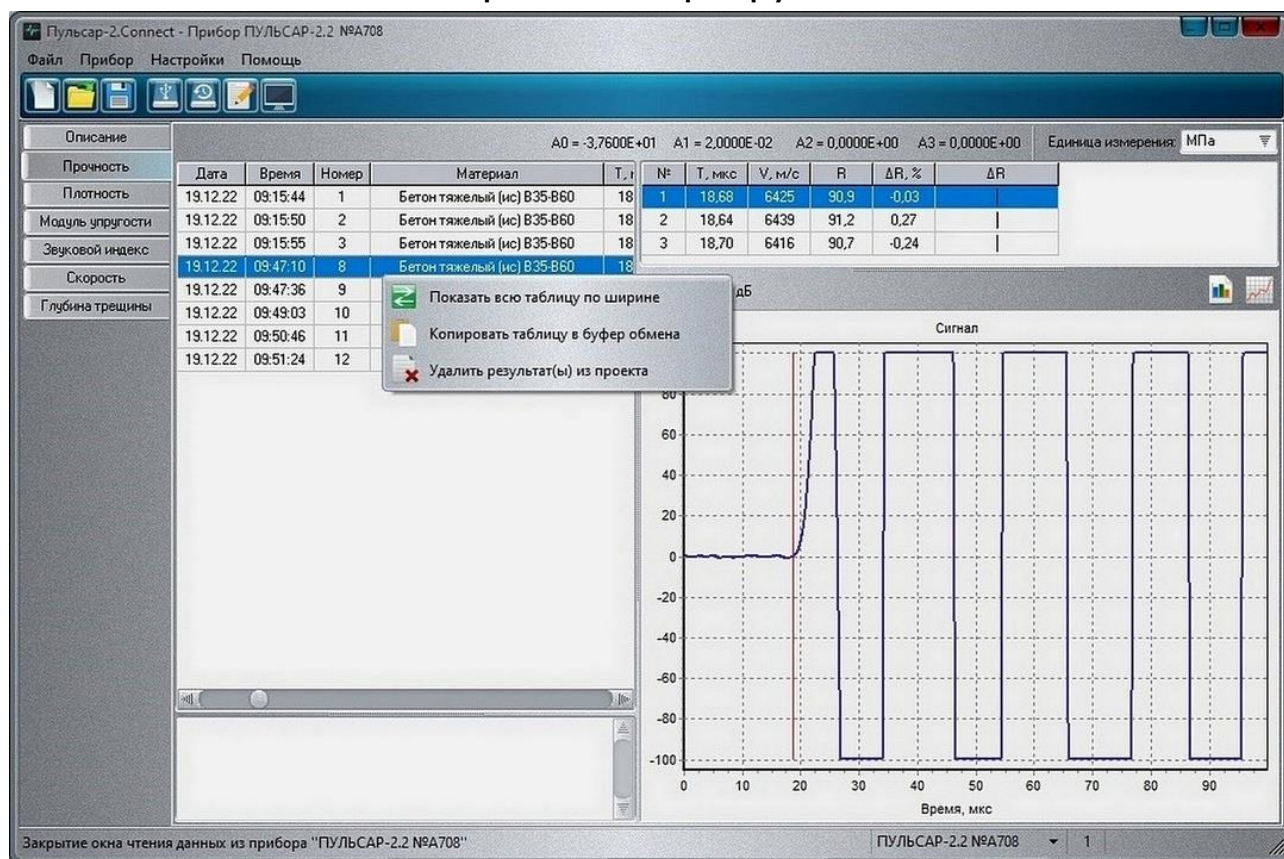 Пульсар-2.Connect - Прибор ПУЛЬСАР-2.2 №А708
Файл Прибор Настройки Помощь
Описание
Прочность
Плотность
Модуль упругости
Звуковой индекс
Скорость
Глубина трещины
A0 = -3,7600E+01 A1 = 2,0000E-02 A2 = 0,0000E+00 A3 = 0,0000E+00 Единица измерения: МПа
Дата Время Номер Материал
19.12.22 09:15:44 1 Бетон тяжелый (ис) В35-В60 18
19.12.22 09:15:50 2 Бетон тяжелый (ис) В35-В60 18
19.12.22 09:15:55 3 Бетон тяжелый (ис) В35-В60 18
19.12.22 09:47:10 8 Бетон тяжелый (ис) В35-В60 18
19.12.22 09:47:36 9
19.12.22 09:49:03 10
19.12.22 09:50:46 11
19.12.22 09:51:24 12
Показать всю таблицу по ширине
Копировать таблицу в буфер обмена
Удалить результат(ы) из проекта
№ T, мкс V, м/с R ΔR, % ΔR
1 18,68 6425 90,9 -0,03
2 18,64 6439 91,2 0,27
3 18,70 6416 90,7 -0,24
дБ
Сигнал
80
60
40
20
0
-20
-40
-60
-80
-100
0 10 20 30 40 50 60 70 80 90
Время, мкс
Закрытие окна чтения данных из прибора "ПУЛЬСАР-2.2 №А708" ПУЛЬСАР-2.2 №А708 1